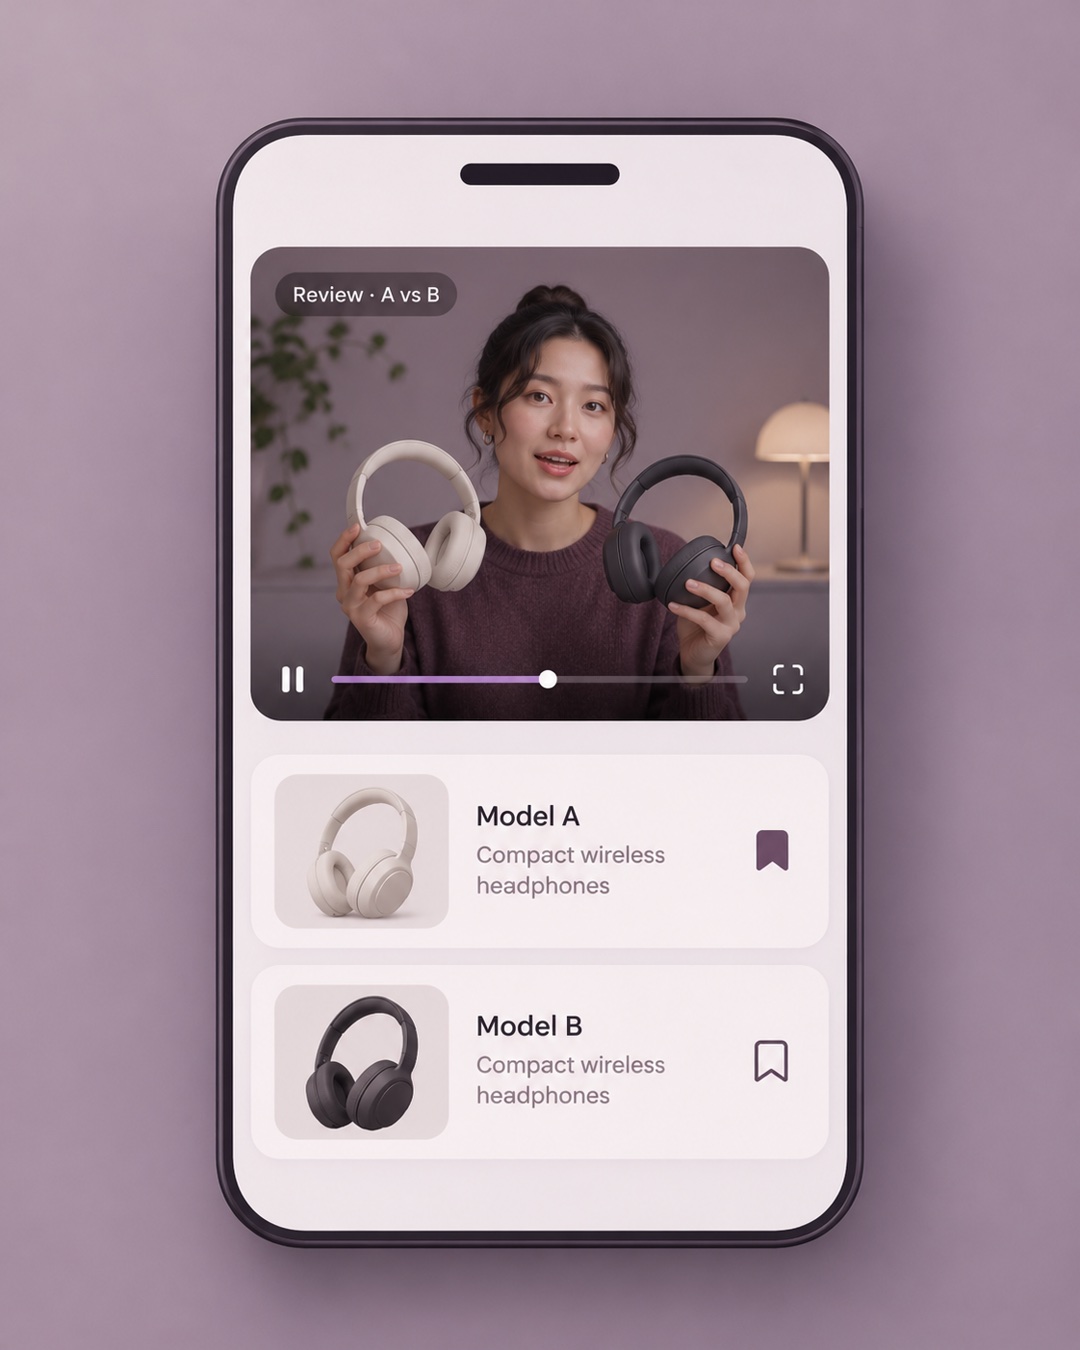 Review · A vs B
Model A
Compact wireless
headphones
Model B
Compact wireless
headphones